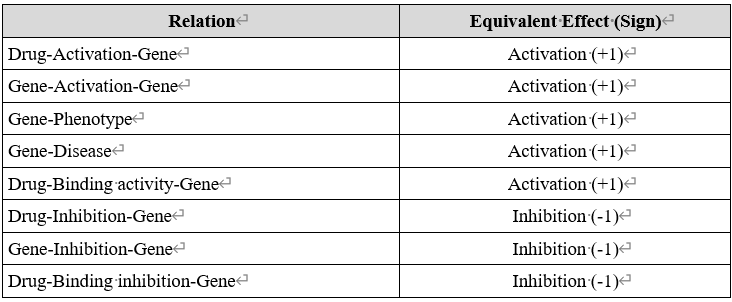 Relation Equivalent Effect (Sign)
Drug-Activation-Gene Activation (+1)
Gene-Activation-Gene Activation (+1)
Gene-Phenotype Activation (+1)
Gene-Disease Activation (+1)
Drug-Binding activity-Gene Activation (+1)
Drug-Inhibition-Gene Inhibition (-1)
Gene-Inhibition-Gene Inhibition (-1)
Drug-Binding inhibition-Gene Inhibition (-1)